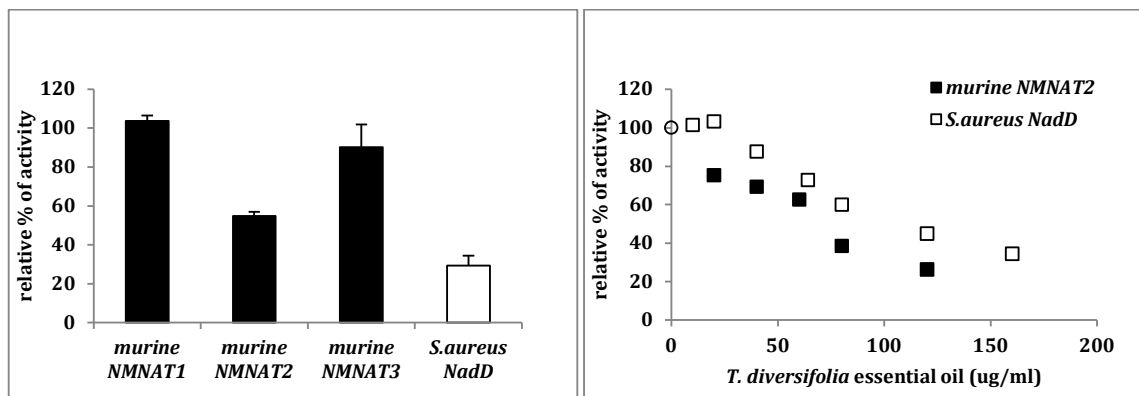 relative % of activity
120
100
80
60
40
20
0
murine NMNAT1
murine NMNAT2
murine NMNAT3
S.aureus NadD
relative % of activity
120
100
80
60
40
20
0
murine NMNAT2
S.aureus NadD
0 50 100 150 200
T. diversifolia essential oil (ug/ml)